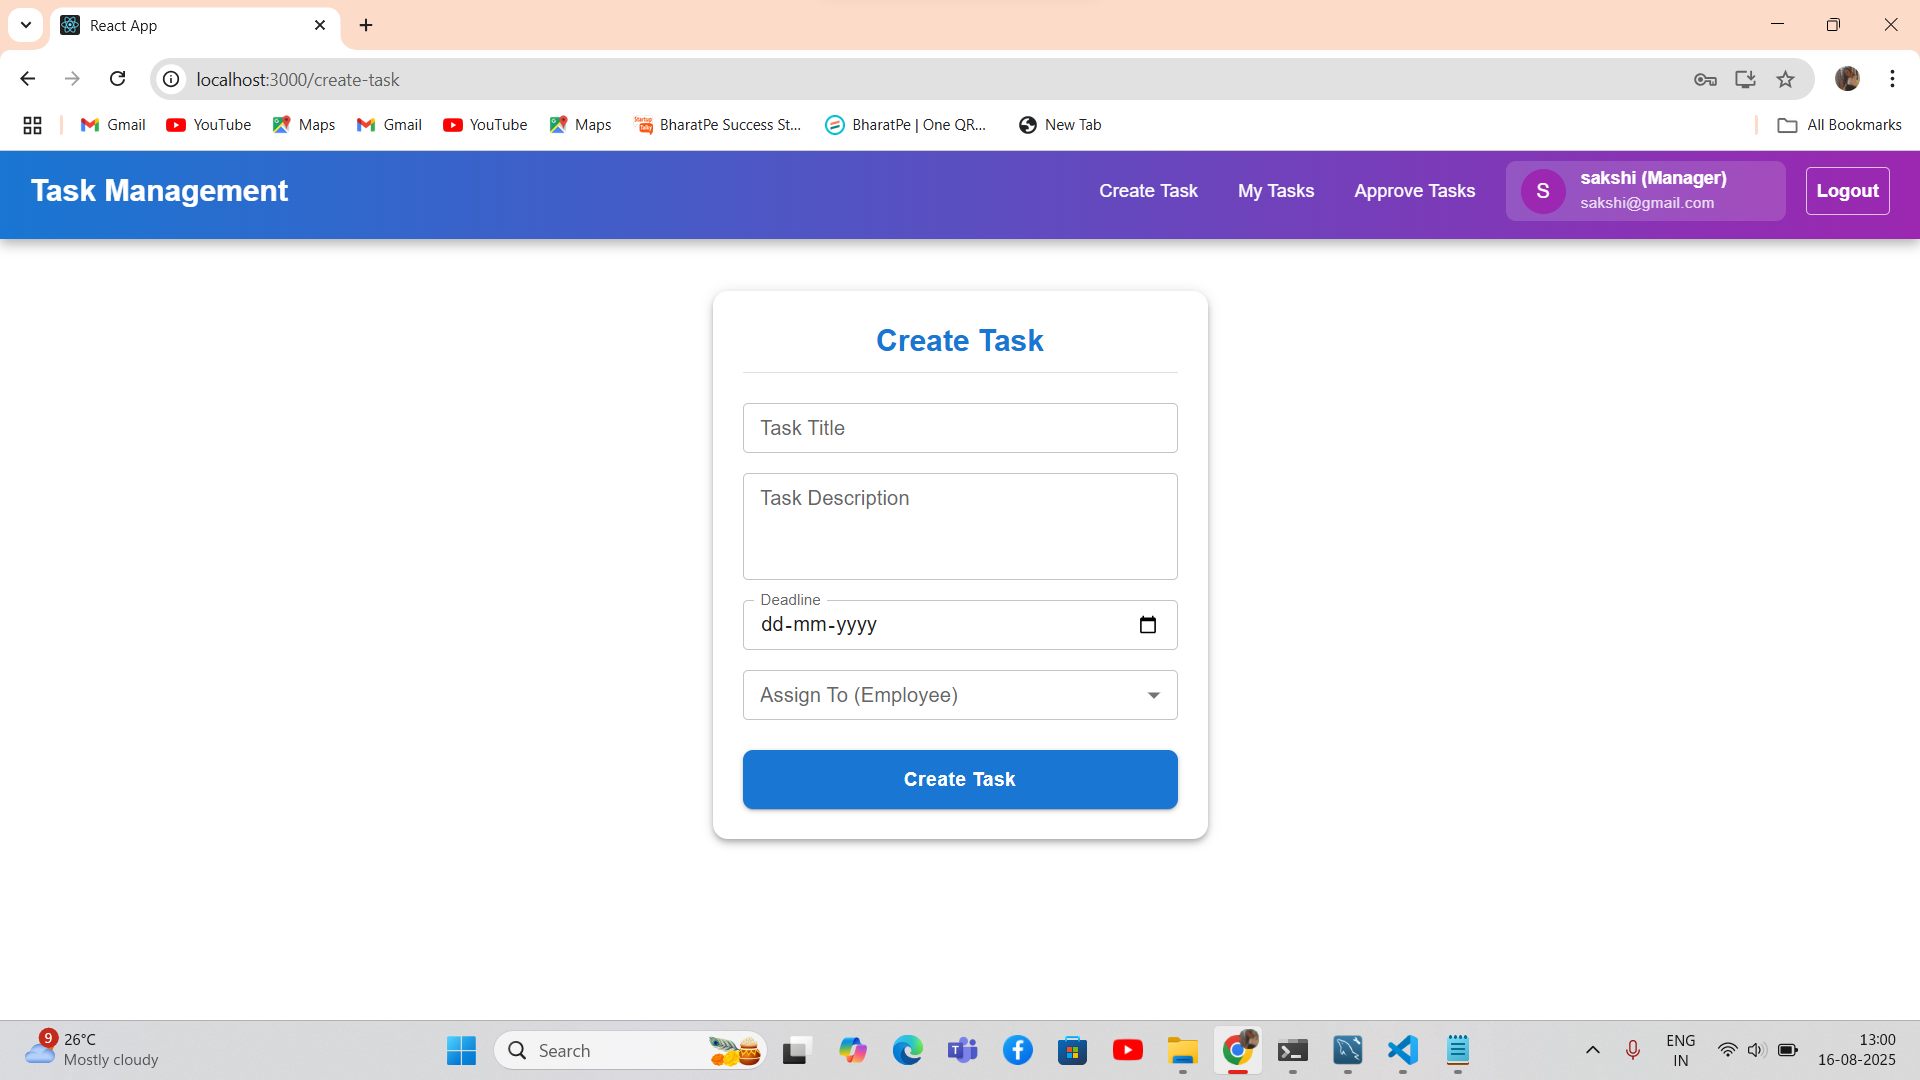 React App
localhost:3000/create-task
Gmail YouTube Maps Gmail YouTube Maps BharatPe Success St... BharatPe | One QR... New Tab All Bookmarks
Task Management
Create Task My Tasks Approve Tasks
S
sakshi (Manager)
sakshi@gmail.com
Logout
Create Task
Task Title
Task Description
Deadline
dd-mm-yyyy
Assign To (Employee)
Create Task
9
26°C
Mostly cloudy
Search
ENG
IN
13:00
16-08-2025